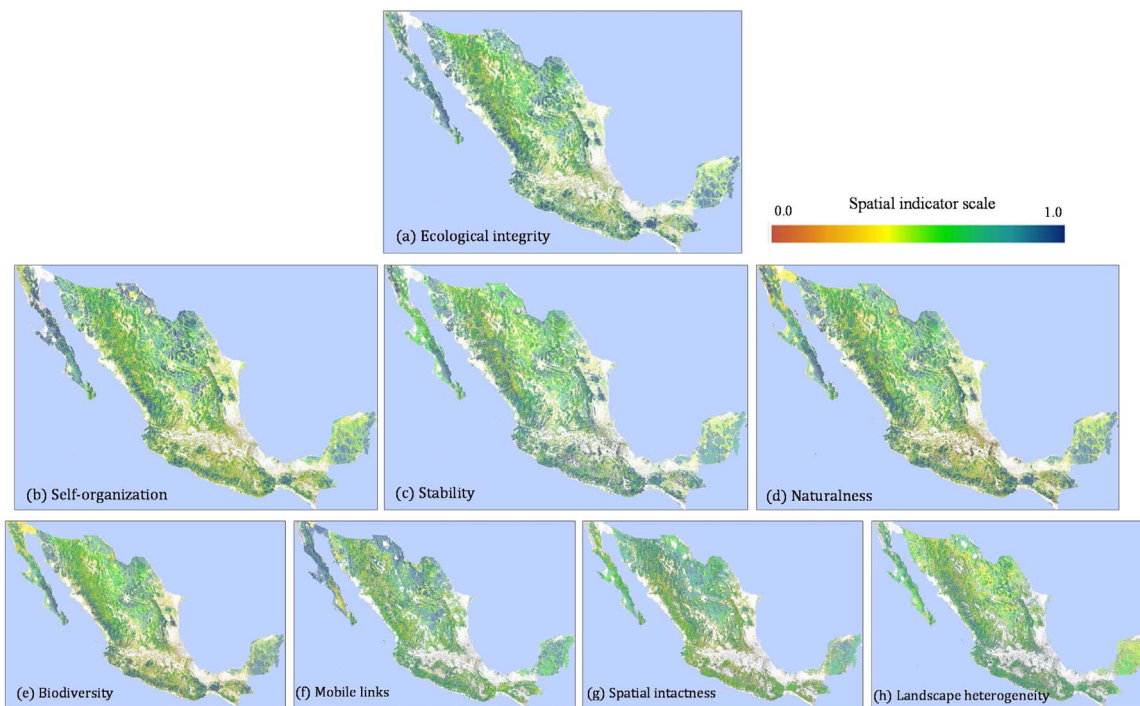 (a) Ecological integrity
Spatial indicator scale
0.0
1.0
(b) Self-organization
(c) Stability
(d) Naturalness
(e) Biodiversity
(f) Mobile links
(g) Spatial intactness
(h) Landscape heterogeneity